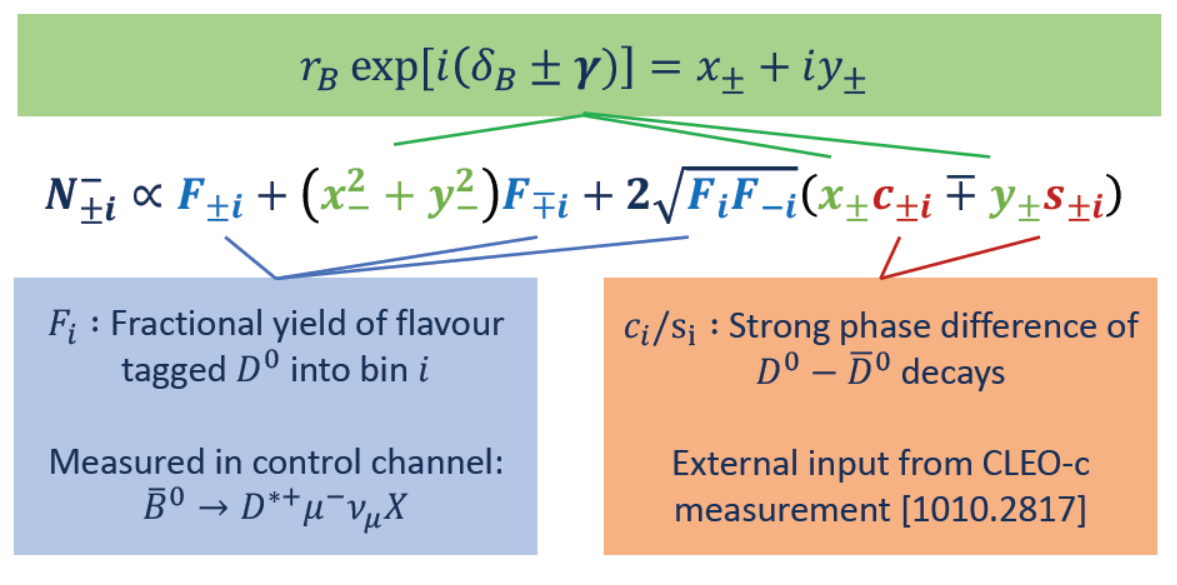 r_B exp[i(δ_B ± γ)] = x_± + iy_±
N^-_{±i} ∝ F_{±i} + (x^2_- + y^2_-)F_{∓i} + 2√(F_iF_{-i})(x_±c_{±i} ∓ y_±s_{±i})
F_i : Fractional yield of flavour
tagged D^0 into bin i
Measured in control channel:
B̅^0 → D^{*+}μ^-ν_μX
c_i/s_i : Strong phase difference of
D^0 − D̅^0 decays
External input from CLEO-c
measurement [1010.2817]